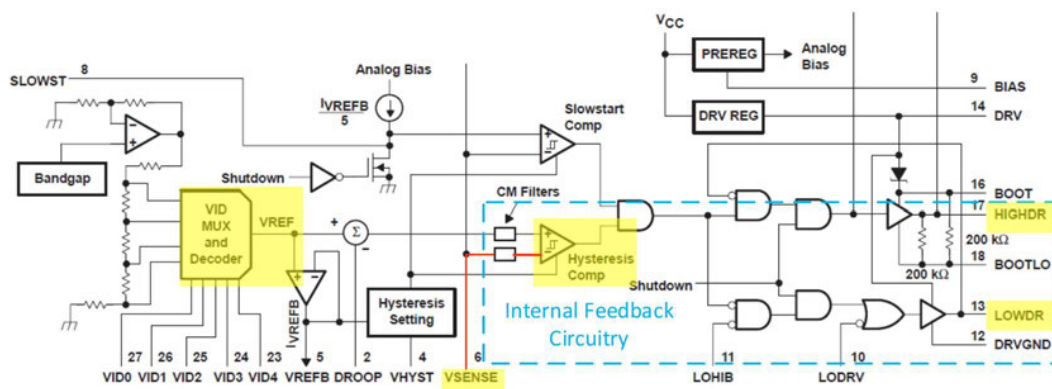 VCC
PREREG
Analog
Bias
9
BIAS
SLOWST
8
Analog Bias
IVREFB
5
Slowstart
Comp
DRV REG
14
DRV
Bandgap
Shutdown
CM Filters
16
BOOT
VID
MUX
and
Decoder
VREF
+
Σ
−
Hysteresis
Comp
17
HIGHDR
200 kΩ
18
BOOTLO
200 kΩ
Shutdown
IVREFB
Hysteresis
Setting
Internal Feedback
Circuitry
13
LOWDR
12
DRVGND
27
26
25
24
23
5
2
4
6
11
10
VID0
VID1
VID2
VID3
VID4
VREFB
DROOP
VHYST
VSENSE
LOHIB
LODRV